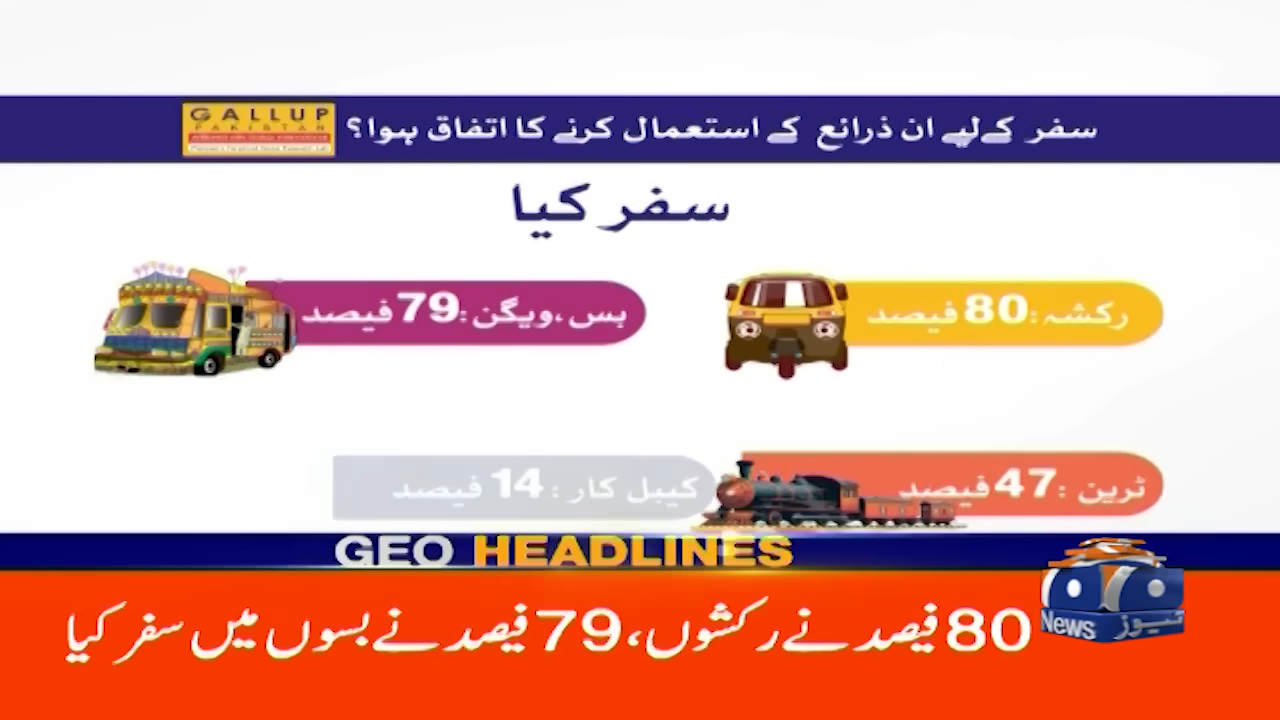 سفر کےلیے ان ذرائع کے استعمال کرنے کا اتفاق ہوا؟
GALLUP
PAKISTAN
سفر کیا
رکشہ :80 فیصد
بس ،ویگن :79 فیصد
ٹرین :47 فیصد
کیبل کار : 14 فیصد
GEO HEADLINES
80 فیصد نے رکشوں، 79 فیصد نے بسوں میں سفر کیا
News نیوز